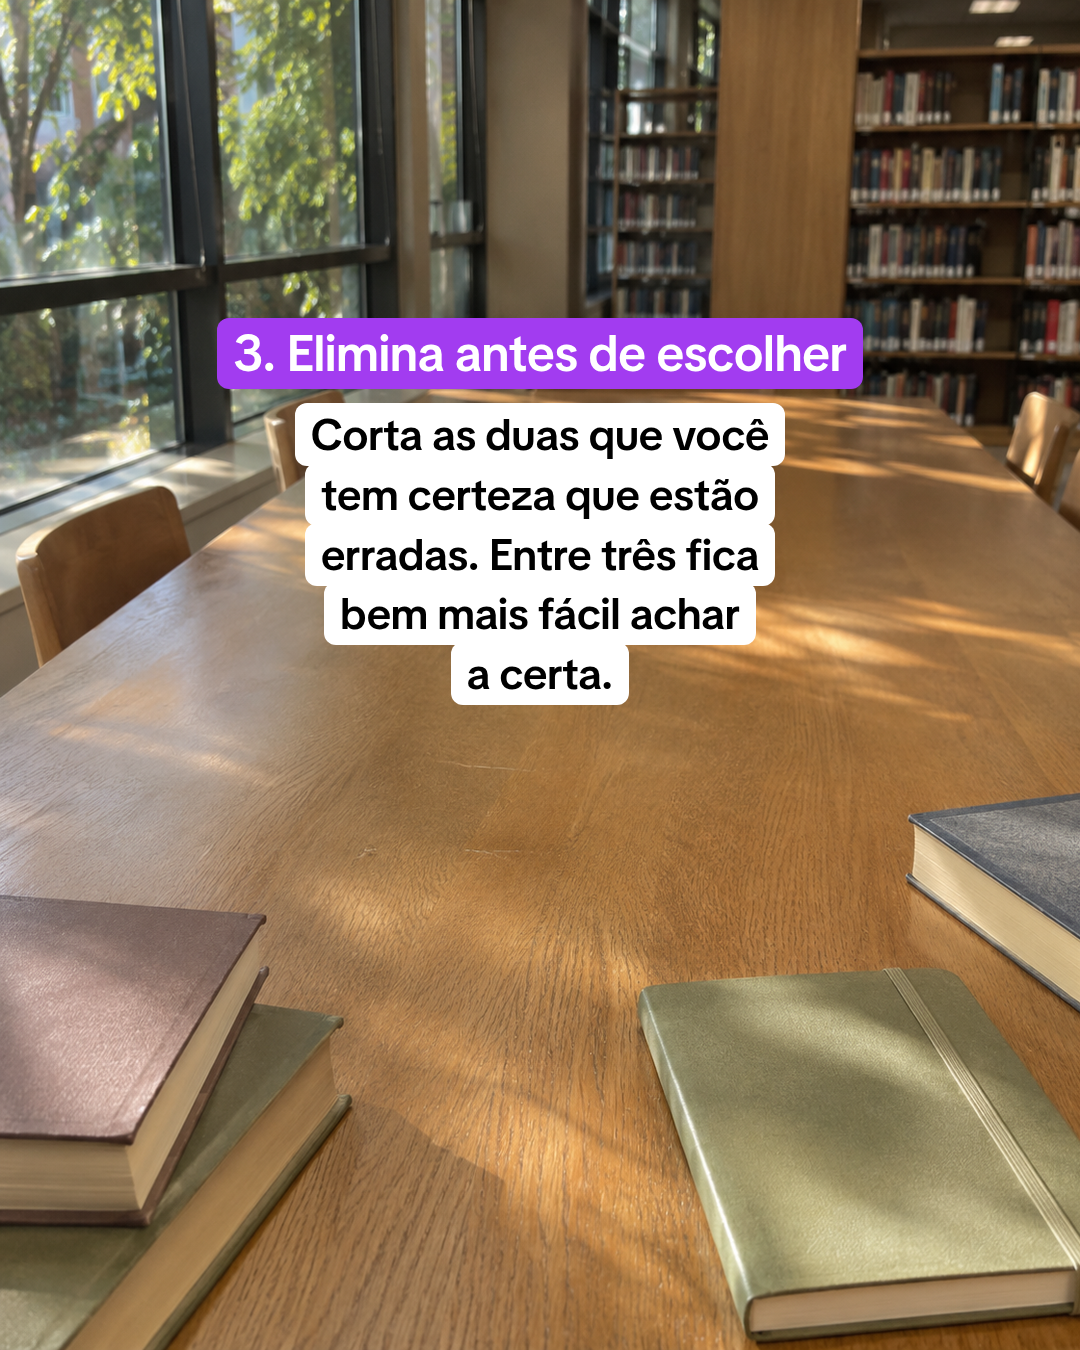 3. Elimina antes de escolher
Corta as duas que você
tem certeza que estão
erradas. Entre três fica
bem mais fácil achar
a certa.